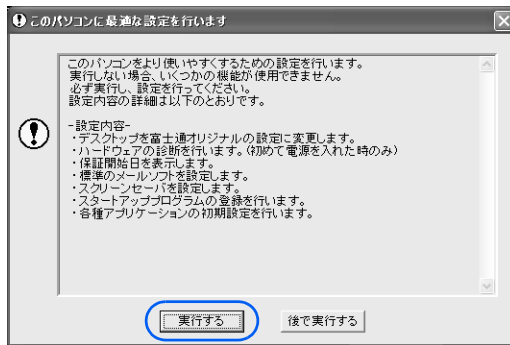 このパソコンに最適な設定を行います
このパソコンをより使いやすくするための設定を行います。
実行しない場合、いくつかの機能が使用できません。
必ず実行し、設定を行ってください。
設定内容の詳細は以下のとおりです。
-設定内容-
・デスクトップを富士通オリジナルの設定に変更します。
・ハードウェアの診断を行います。(初めて電源を入れた時のみ)
・保証開始日を表示します。
・標準のメールソフトを設定します。
・スクリーンセーバを設定します。
・スタートアッププログラムの登録を行います。
・各種アプリケーションの初期設定を行います。
実行する 後で実行する